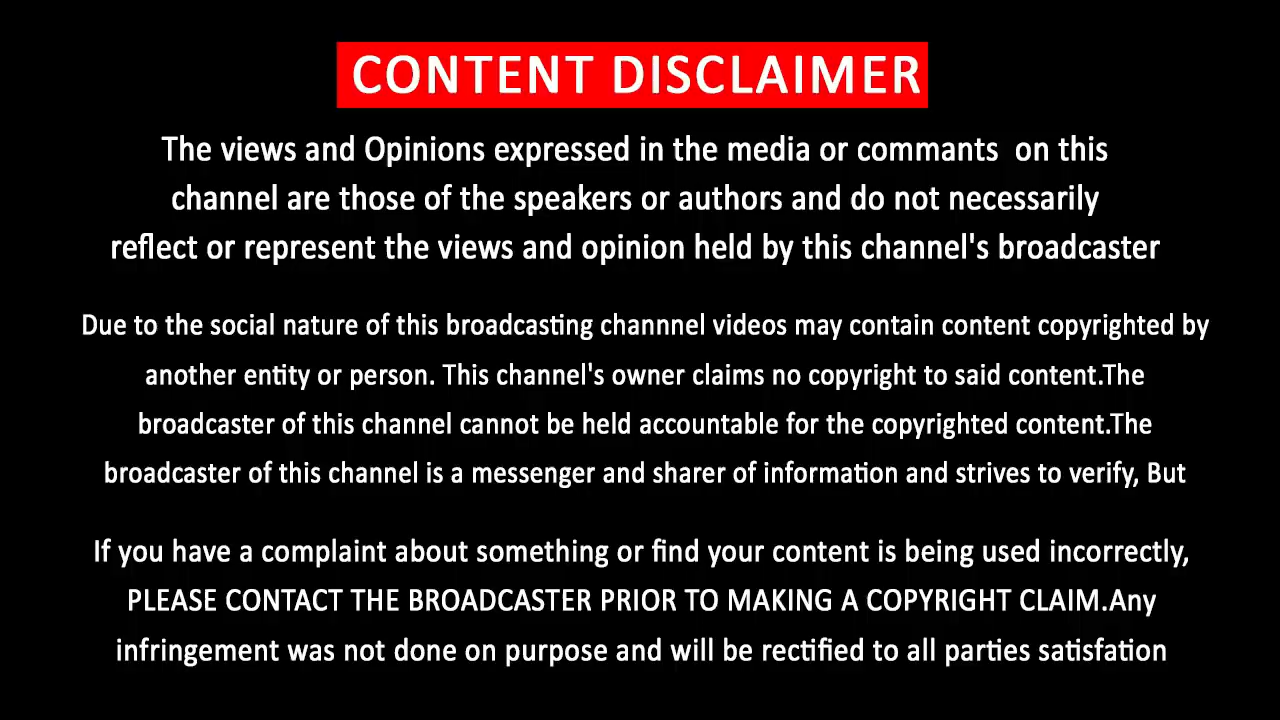 CONTENT DISCLAIMER
The views and Opinions expressed in the media or commants on this
channel are those of the speakers or authors and do not necessarily
reflect or represent the views and opinion held by this channel's broadcaster
Due to the social nature of this broadcasting channnel videos may contain content copyrighted by
another entity or person. This channel's owner claims no copyright to said content.The
broadcaster of this channel cannot be held accountable for the copyrighted content.The
broadcaster of this channel is a messenger and sharer of information and strives to verify, But
If you have a complaint about something or find your content is being used incorrectly,
PLEASE CONTACT THE BROADCASTER PRIOR TO MAKING A COPYRIGHT CLAIM.Any
infringement was not done on purpose and will be rectified to all parties satisfation